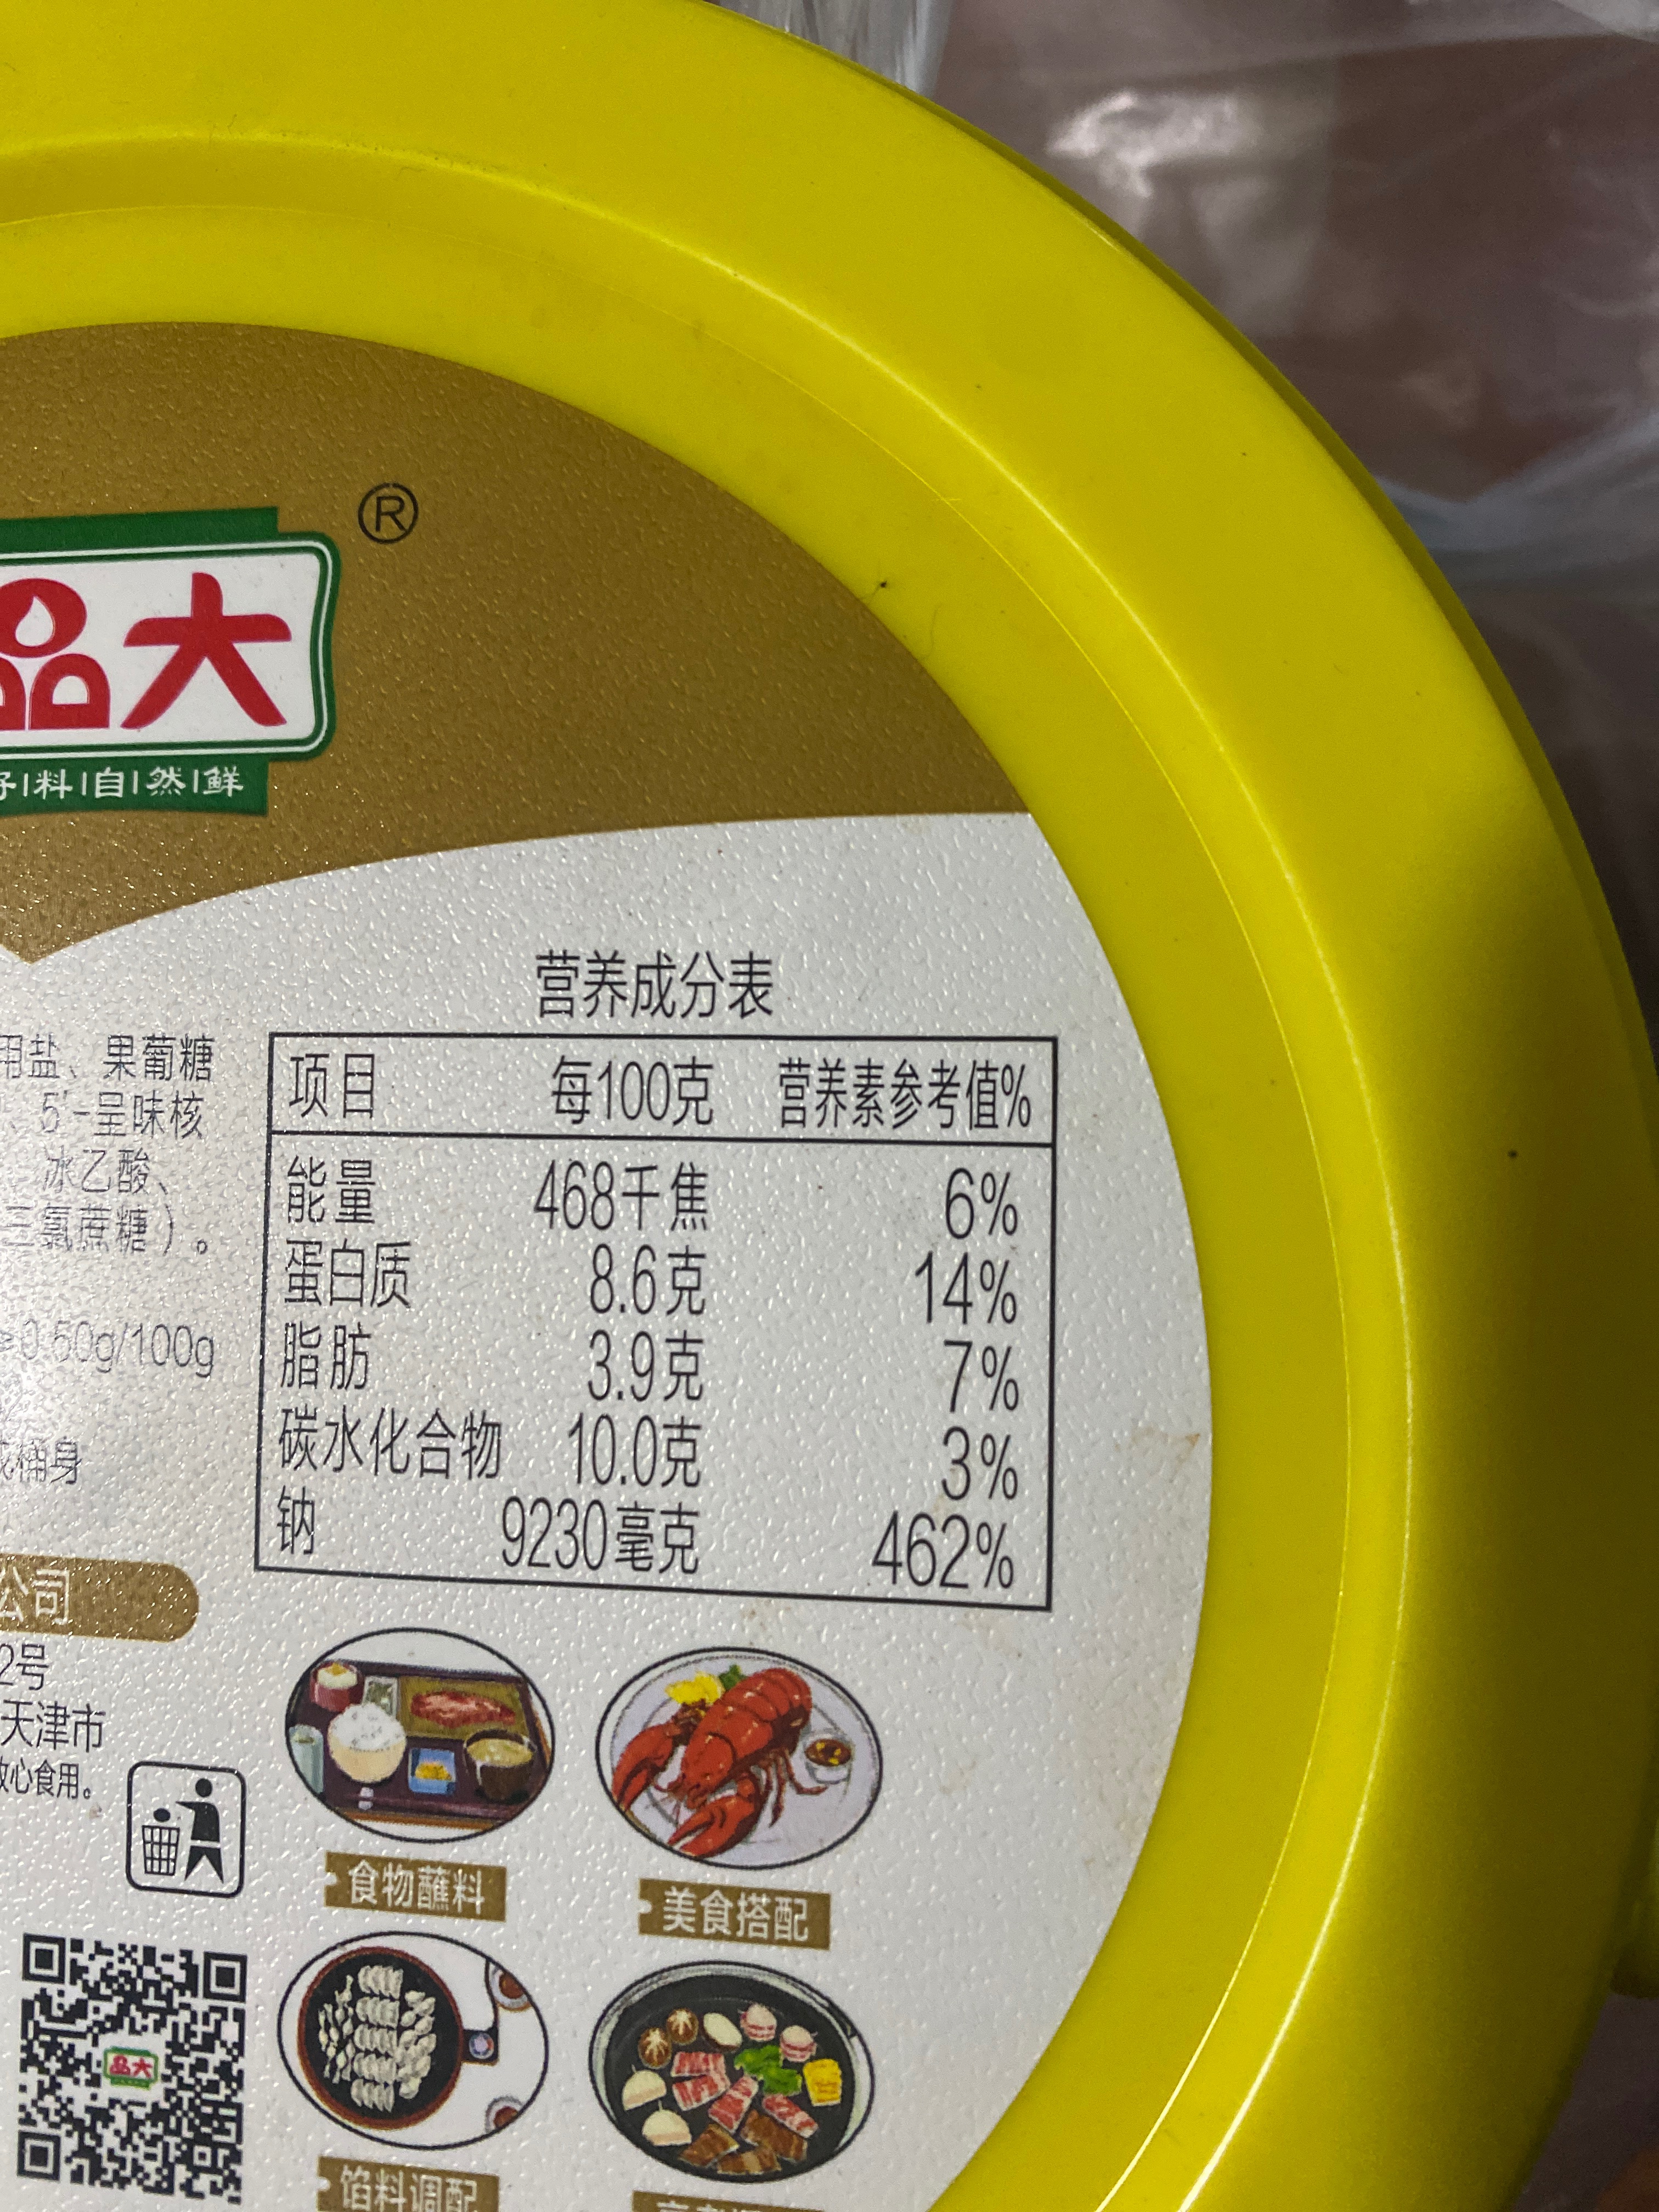 ®
品大
料|自|然|鲜
营养成分表
用盐、果葡糖
、5'-呈味核
冰乙酸、
三氯蔗糖）。
≥0.50g/100g
桶身
项目 每100克 营养素参考值%
能量 468千焦 6%
蛋白质 8.6克 14%
脂肪 3.9克 7%
碳水化合物 10.0克 3%
钠 9230毫克 462%
公司
2号
天津市
心食用。
食物蘸料
美食搭配
品大
馅料调配